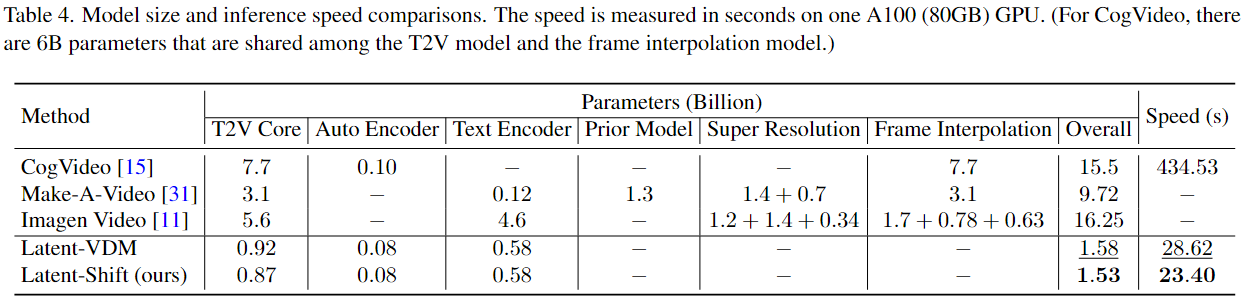 Table 4. Model size and inference speed comparisons. The speed is measured in seconds on one A100 (80GB) GPU. (For CogVideo, there
are 6B parameters that are shared among the T2V model and the frame interpolation model.)
Method Parameters (Billion) Speed (s)
T2V Core Auto Encoder Text Encoder Prior Model Super Resolution Frame Interpolation Overall
CogVideo [15] 7.7 0.10 – – – 7.7 15.5 434.53
Make-A-Video [31] 3.1 – 0.12 1.3 1.4 + 0.7 3.1 9.72 –
Imagen Video [11] 5.6 – 4.6 – 1.2 + 1.4 + 0.34 1.7 + 0.78 + 0.63 16.25 –
Latent-VDM 0.92 0.08 0.58 – – – 1.58 28.62
Latent-Shift (ours) 0.87 0.08 0.58 – – – 1.53 23.40